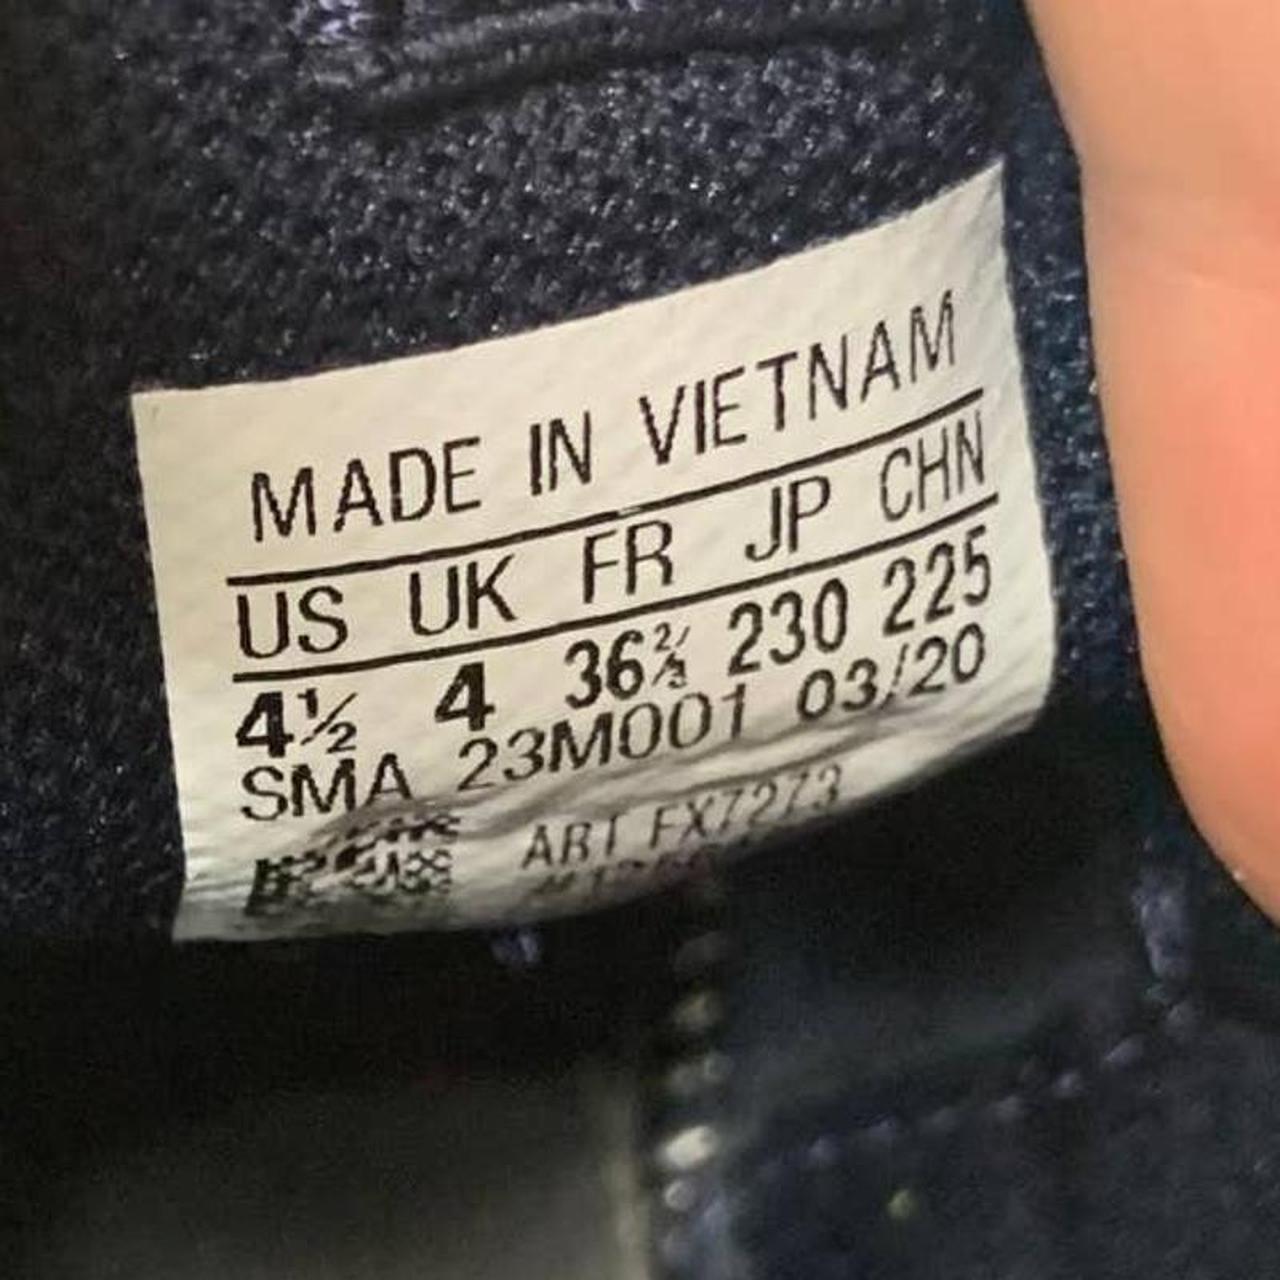 MADE IN VIETNAM
US UK FR JP CHN
4½ 4 36⅔ 230 225
SMA 23M001 03/20
ART FX7273